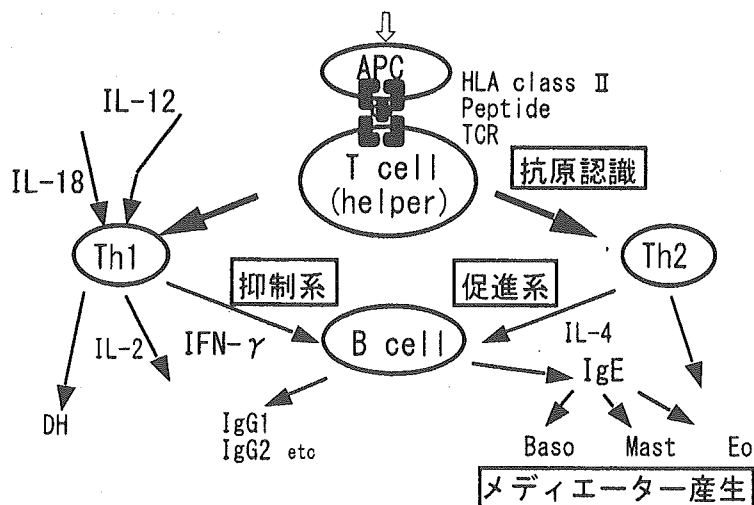 APC
HLA class Ⅱ
Peptide
TCR
IL-12
IL-18
T cell
(helper)
抗原認識
Th1
Th2
抑制系
促進系
IL-2
IFN-γ
B cell
IL-4
IgE
DH
IgG1
IgG2 etc
Baso Mast Eo
メディエーター産生